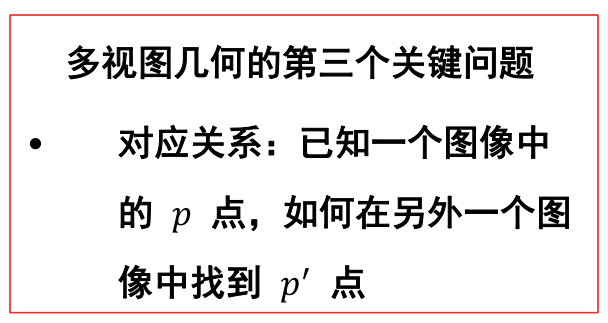 多视图几何的第三个关键问题
• 对应关系：已知一个图像中
的 p 点，如何在另外一个图
像中找到 p′ 点